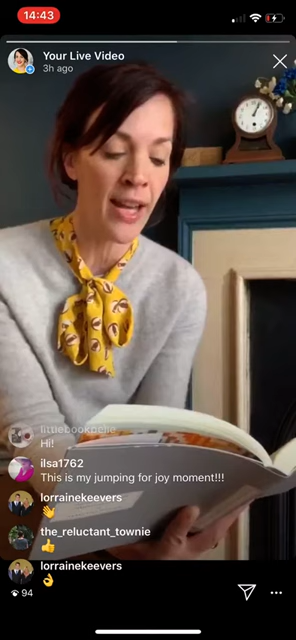 14:43
Your Live Video
3h ago
littlebookbelle
Hi!
ilsa1762
This is my jumping for joy moment!!!
lorrainekeevers
👋
the_reluctant_townie
👍
lorrainekeevers
👌
94